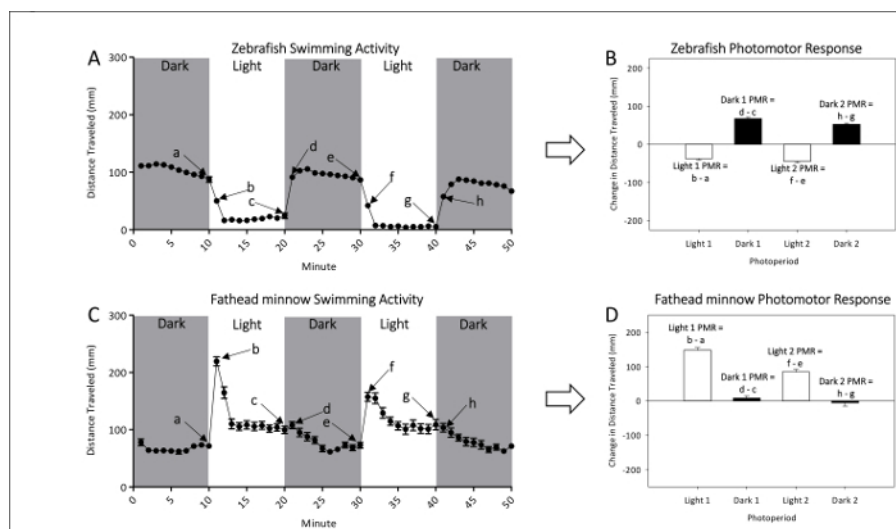 A
Zebrafish Swimming Activity
Distance Traveled (mm)
300
200
100
0
Dark
Light
Dark
Light
Dark
a
b
c
d
e
f
g
h
0
5
10
15
20
25
30
35
40
45
50
Minute
B
Zebrafish Photomotor Response
Change in Distance Traveled (mm)
200
100
0
-100
-200
Light 1 PMR =
b - a
Dark 1 PMR =
d - c
Light 2 PMR =
f - e
Dark 2 PMR =
h - g
Light 1
Dark 1
Light 2
Dark 2
Photoperiod
C
Fathead minnow Swimming Activity
Distance Traveled (mm)
300
200
100
0
Dark
Light
Dark
Light
Dark
a
b
c
d
e
f
g
h
0
5
10
15
20
25
30
35
40
45
50
Minute
D
Fathead minnow Photomotor Response
Change in Distance Traveled (mm)
200
100
0
-100
-200
Light 1 PMR =
b - a
Dark 1 PMR =
d - c
Light 2 PMR =
f - e
Dark 2 PMR =
h - g
Light 1
Dark 1
Light 2
Dark 2
Photoperiod